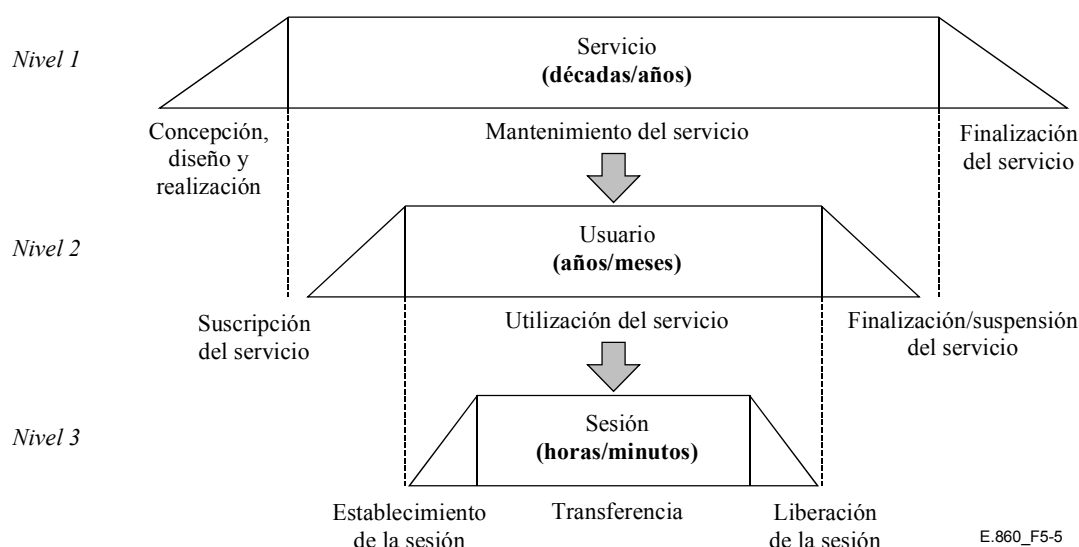 Nivel 1
Servicio
(décadas/años)
Concepción,
diseño y
realización
Mantenimiento del servicio
Finalización
del servicio
Nivel 2
Usuario
(años/meses)
Suscripción
del servicio
Utilización del servicio
Finalización/suspensión
del servicio
Nivel 3
Sesión
(horas/minutos)
Establecimiento
de la sesión
Transferencia
Liberación
de la sesión
E.860_F5-5